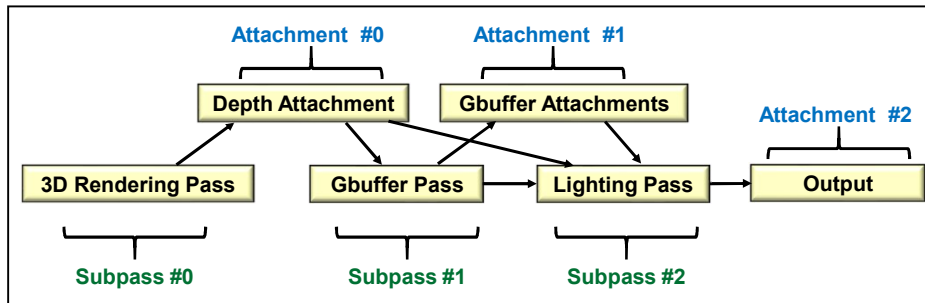 Attachment #0
Attachment #1
Depth Attachment
Gbuffer Attachments
Attachment #2
3D Rendering Pass
Gbuffer Pass
Lighting Pass
Output
Subpass #0
Subpass #1
Subpass #2